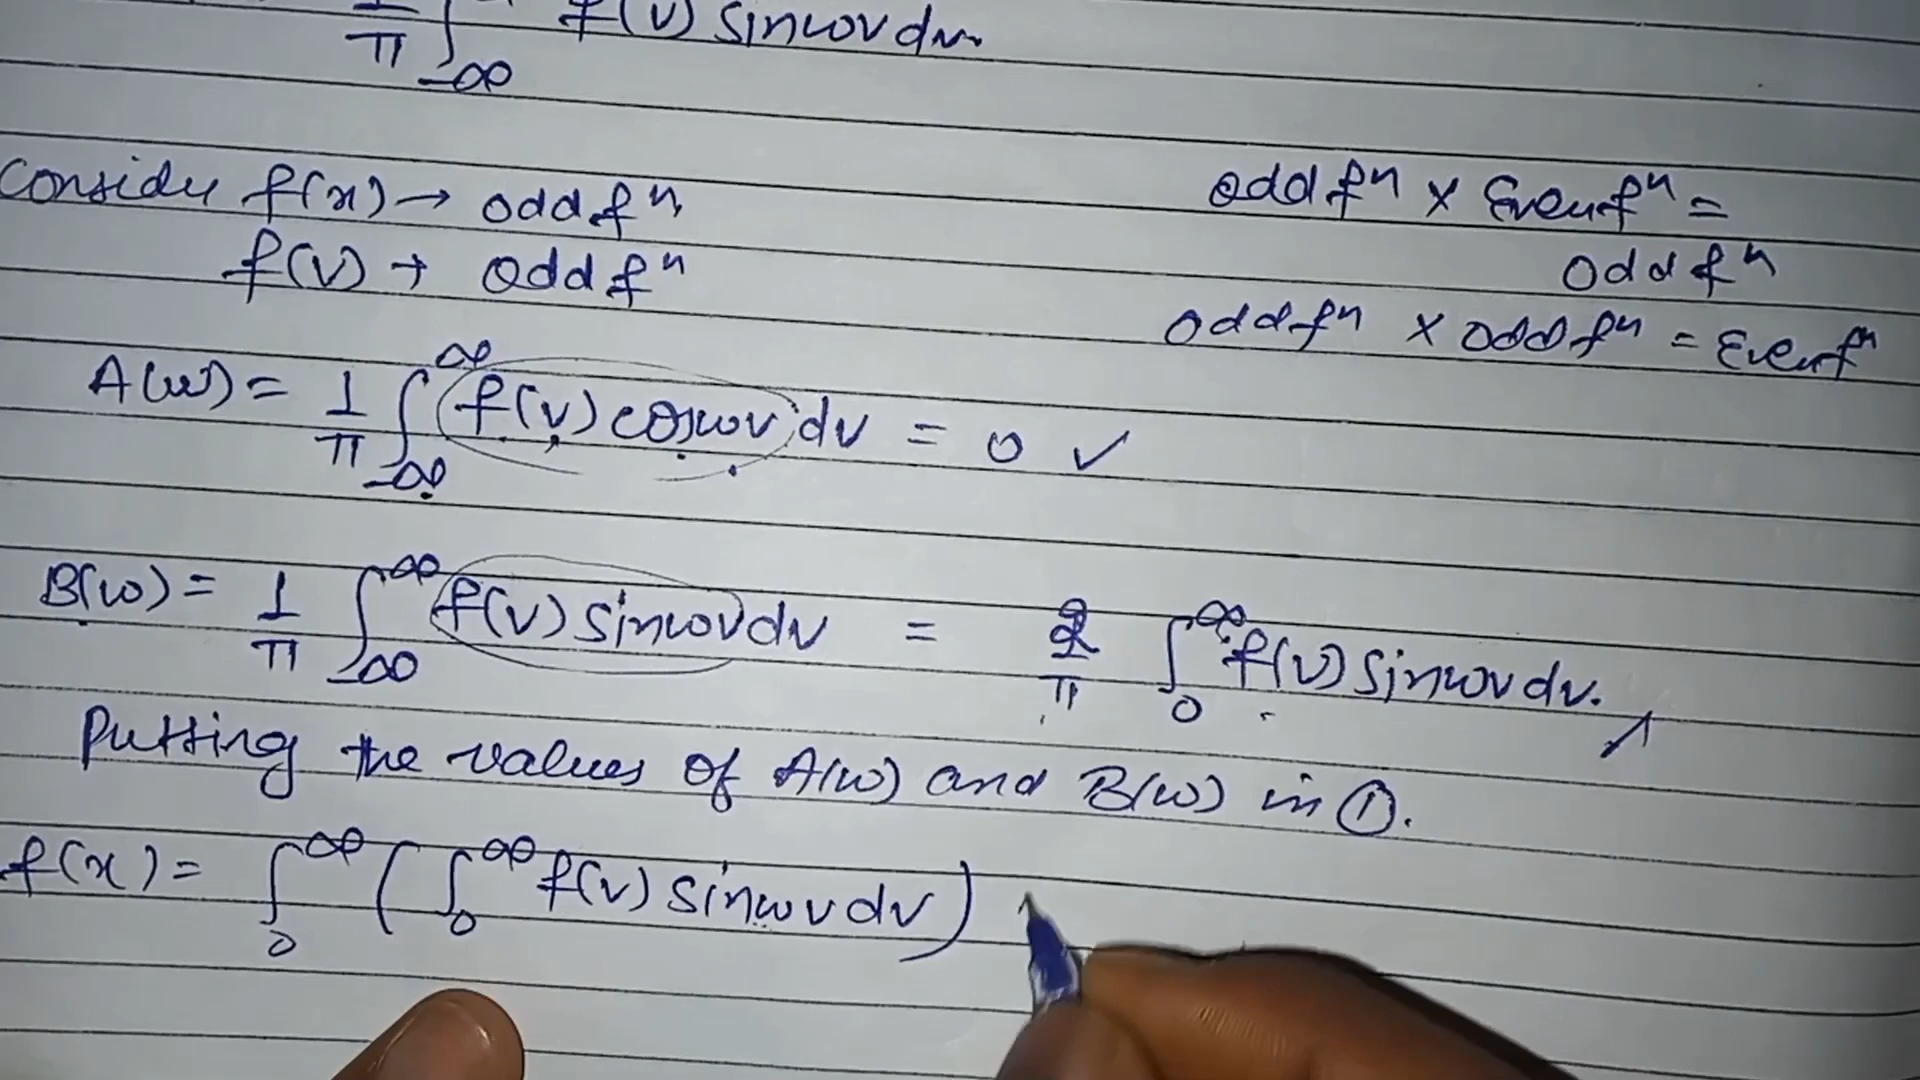 1/π ∫_-∞ f(v) sinωv dv.
Consider f(x) → odd fⁿ
f(v) → odd fⁿ
Odd fⁿ × Even fⁿ =
Odd fⁿ
odd fⁿ × odd fⁿ = Even fⁿ
A(ω) = 1/π ∫_-∞^∞ f(v) cosωv dv = 0 ✓
B(ω) = 1/π ∫_-∞^∞ f(v) sinωv dv = 2/π ∫_0^∞ f(v) sinωv dv.
Putting the values of A(ω) and B(ω) in ①.
f(x) = ∫_0^∞ ( ∫_0^∞ f(v) sinωv dv )